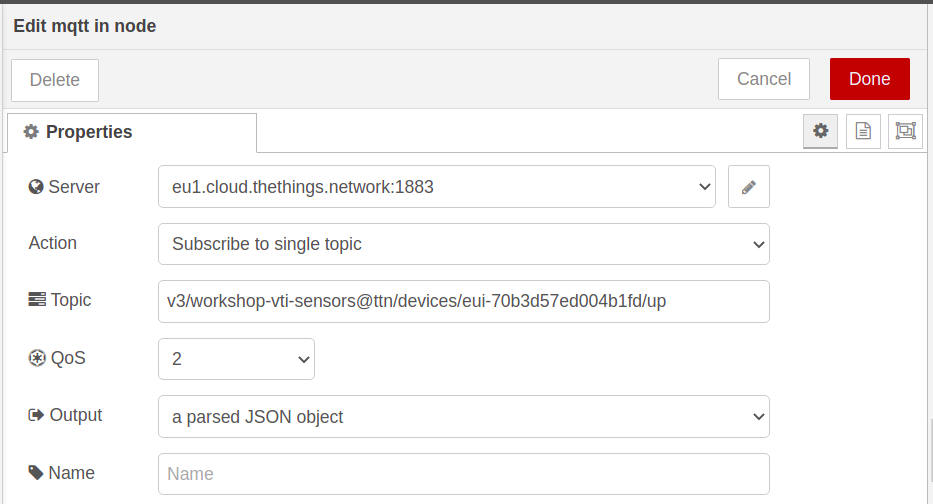 Edit mqtt in node
Delete
Cancel
Done
Properties
Server
eu1.cloud.thethings.network:1883
Action
Subscribe to single topic
Topic
v3/workshop-vti-sensors@ttn/devices/eui-70b3d57ed004b1fd/up
QoS
2
Output
a parsed JSON object
Name
Name